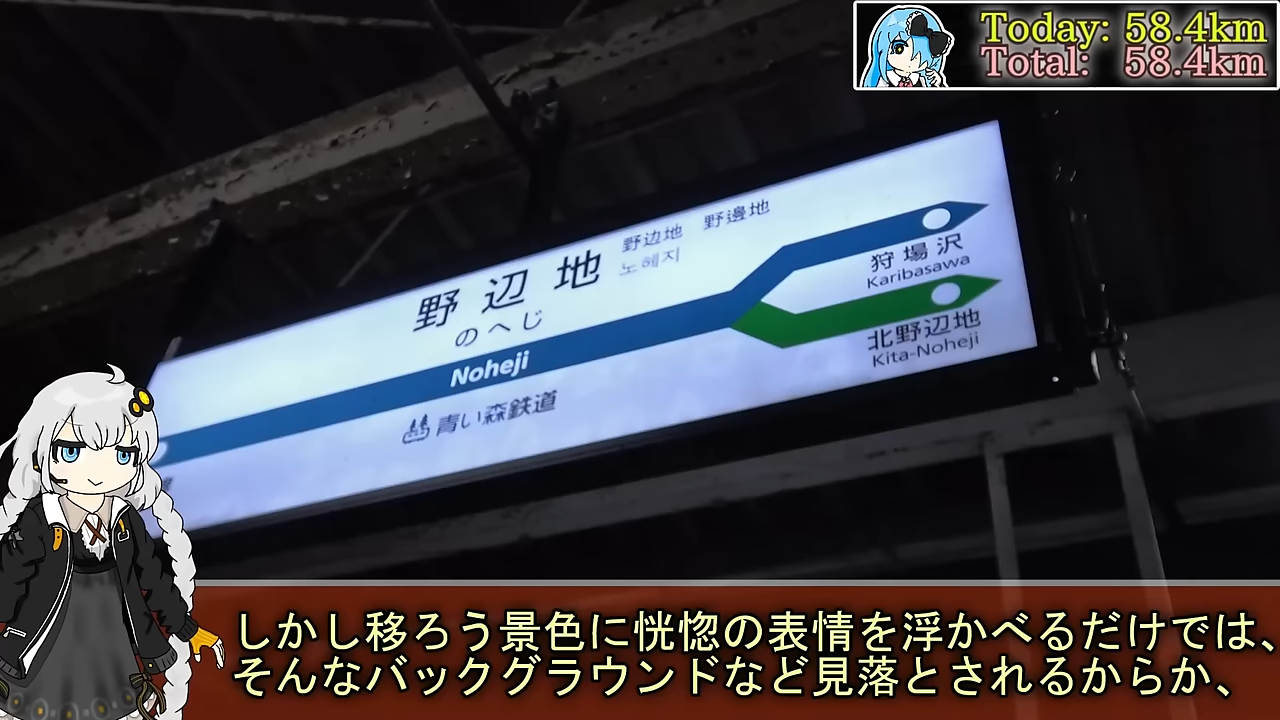 Today: 58.4km
Total: 58.4km
野辺地
野边地 野邊地
노헤지
のへじ
Noheji
青い森鉄道
狩場沢
Karibasawa
北野辺地
Kita-Noheji
しかし移ろう景色に恍惚の表情を浮かべるだけでは、
そんなバックグラウンドなど見落とされるからか、